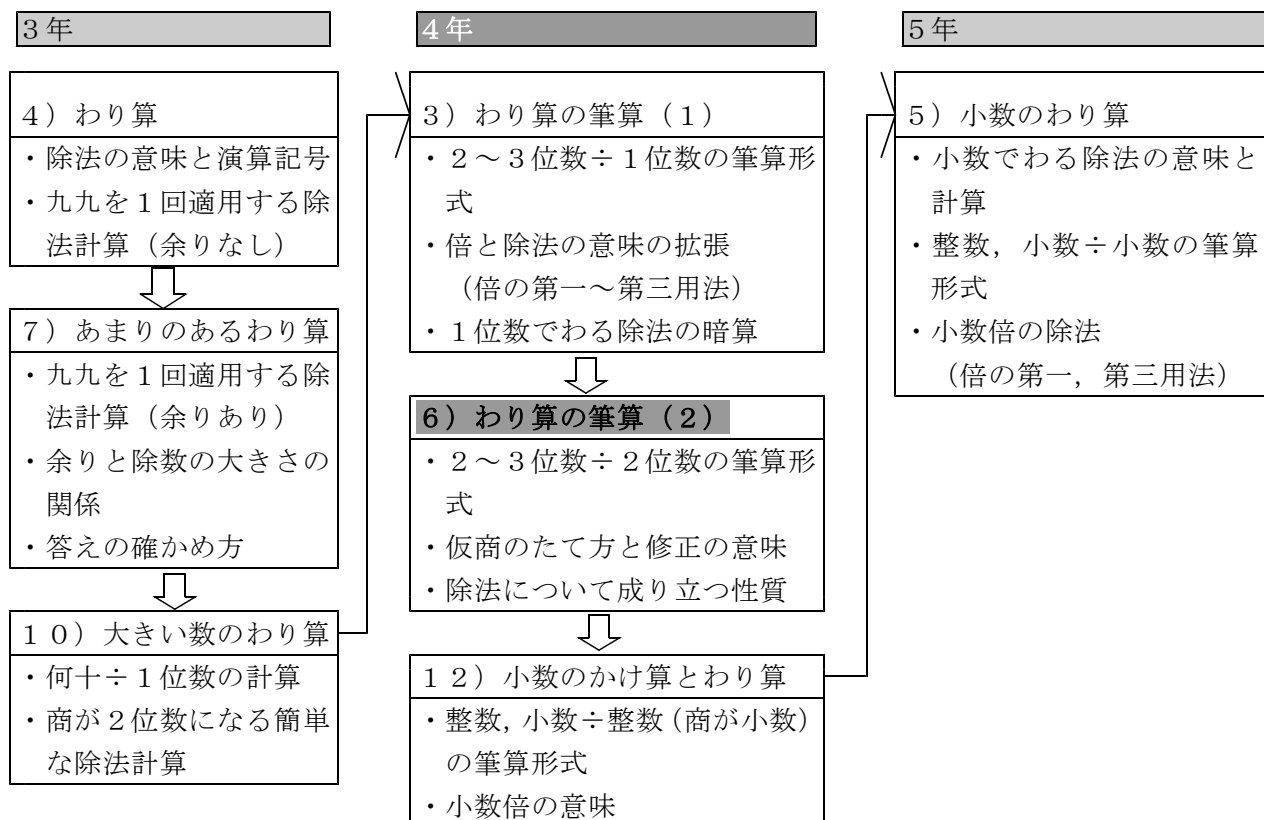 ３年
４）わり算
・除法の意味と演算記号
・九九を１回適用する除
法計算（余りなし）
７）あまりのあるわり算
・九九を１回適用する除
法計算（余りあり）
・余りと除数の大きさの
関係
・答えの確かめ方
１０）大きい数のわり算
・何十÷１位数の計算
・商が２位数になる簡単
な除法計算
４年
３）わり算の筆算（１）
・２～３位数÷１位数の筆算形
式
・倍と除法の意味の拡張
（倍の第一～第三用法）
・１位数でわる除法の暗算
６）わり算の筆算（２）
・２～３位数÷２位数の筆算形
式
・仮商のたて方と修正の意味
・除法について成り立つ性質
１２）小数のかけ算とわり算
・整数，小数÷整数（商が小数）
の筆算形式
・小数倍の意味
５年
５）小数のわり算
・小数でわる除法の意味と
計算
・整数，小数÷小数の筆算
形式
・小数倍の除法
（倍の第一，第三用法）